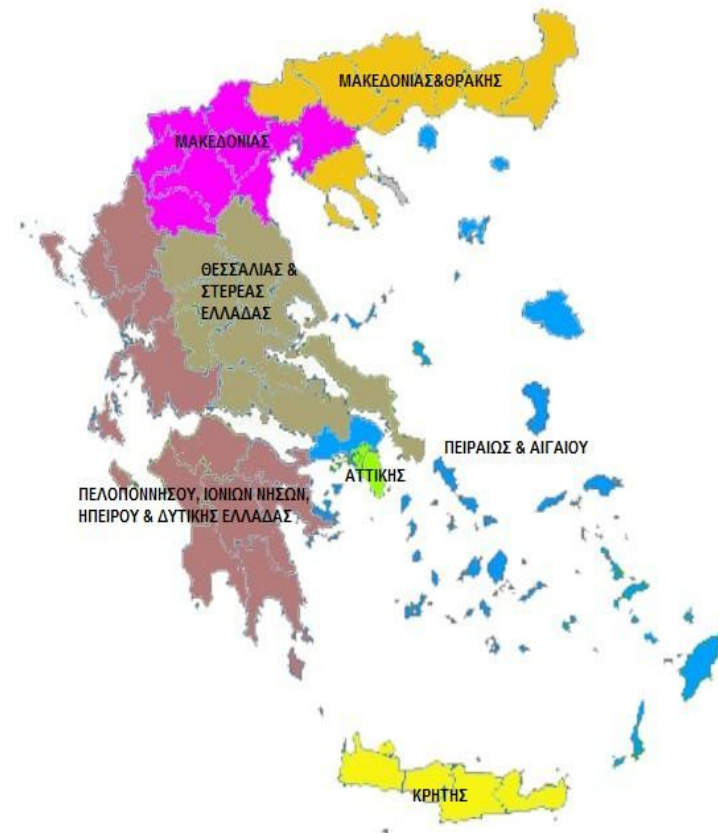 ΜΑΚΕΔΟΝΙΑΣ&ΘΡΑΚΗΣ
ΜΑΚΕΔΟΝΙΑΣ
ΘΕΣΣΑΛΙΑΣ &
ΣΤΕΡΕΑΣ
ΕΛΛΑΔΑΣ
ΠΕΙΡΑΙΩΣ & ΑΙΓΑΙΟΥ
ΑΤΤΙΚΗΣ
ΠΕΛΟΠΟΝΝΗΣΟΥ, ΙΟΝΙΩΝ ΝΗΣΩΝ,
ΗΠΕΙΡΟΥ & ΔΥΤΙΚΗΣ ΕΛΛΑΔΑΣ
ΚΡΗΤΗΣ